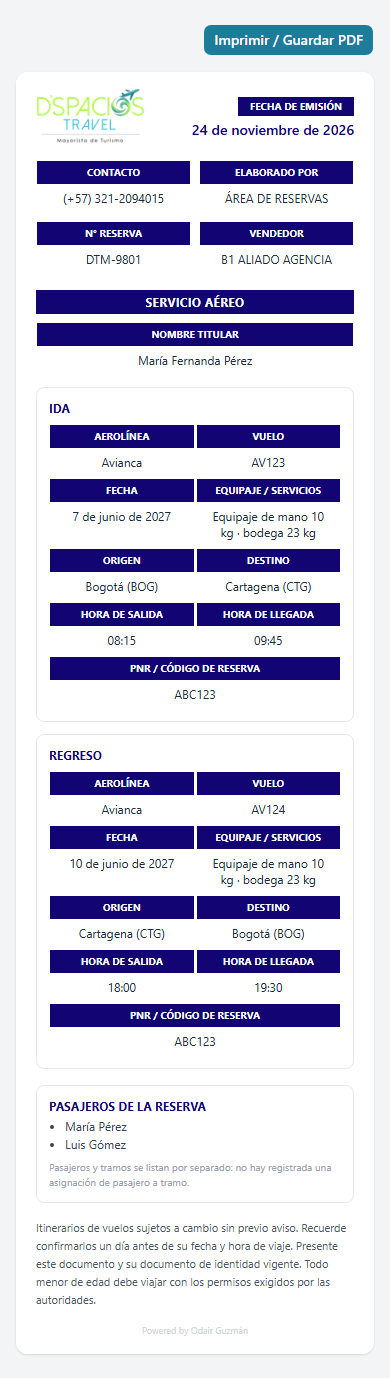 Imprimir / Guardar PDF
D'SPACIOS
TRAVEL
Mayorista de Turismo
FECHA DE EMISIÓN
24 de noviembre de 2026
CONTACTO
ELABORADO POR
(+57) 321-2094015
ÁREA DE RESERVAS
N° RESERVA
VENDEDOR
DTM-9801
B1 ALIADO AGENCIA
SERVICIO AÉREO
NOMBRE TITULAR
María Fernanda Pérez
IDA
AEROLÍNEA
VUELO
Avianca
AV123
FECHA
EQUIPAJE / SERVICIOS
7 de junio de 2027
Equipaje de mano 10
kg · bodega 23 kg
ORIGEN
DESTINO
Bogotá (BOG)
Cartagena (CTG)
HORA DE SALIDA
HORA DE LLEGADA
08:15
09:45
PNR / CÓDIGO DE RESERVA
ABC123
REGRESO
AEROLÍNEA
VUELO
Avianca
AV124
FECHA
EQUIPAJE / SERVICIOS
10 de junio de 2027
Equipaje de mano 10
kg · bodega 23 kg
ORIGEN
DESTINO
Cartagena (CTG)
Bogotá (BOG)
HORA DE SALIDA
HORA DE LLEGADA
18:00
19:30
PNR / CÓDIGO DE RESERVA
ABC123
PASAJEROS DE LA RESERVA
• María Pérez
• Luis Gómez
Pasajeros y tramos se listan por separado: no hay registrada una
asignación de pasajero a tramo.
Itinerarios de vuelos sujetos a cambio sin previo aviso. Recuerde
confirmarlos un día antes de su fecha y hora de viaje. Presente
este documento y su documento de identidad vigente. Todo
menor de edad debe viajar con los permisos exigidos por las
autoridades.
Powered by Odair Guzmán